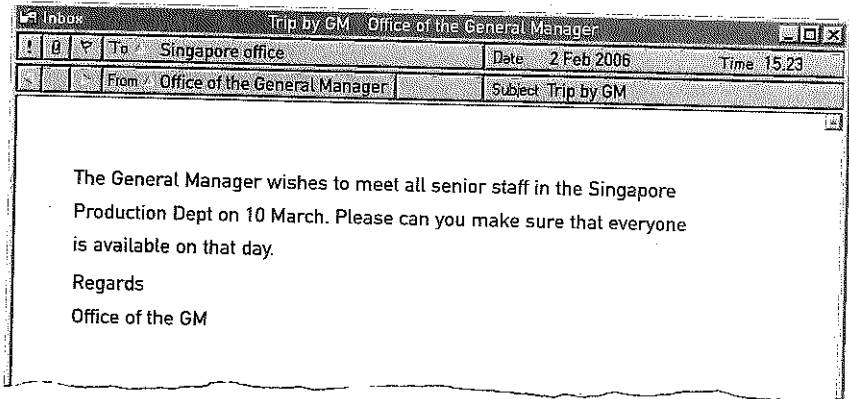 Inbox Trip by GM Office of the General Manager
To Singapore office Date 2 Feb 2006 Time 15.23
From Office of the General Manager Subject Trip by GM
The General Manager wishes to meet all senior staff in the Singapore
Production Dept on 10 March. Please can you make sure that everyone
is available on that day.
Regards
Office of the GM